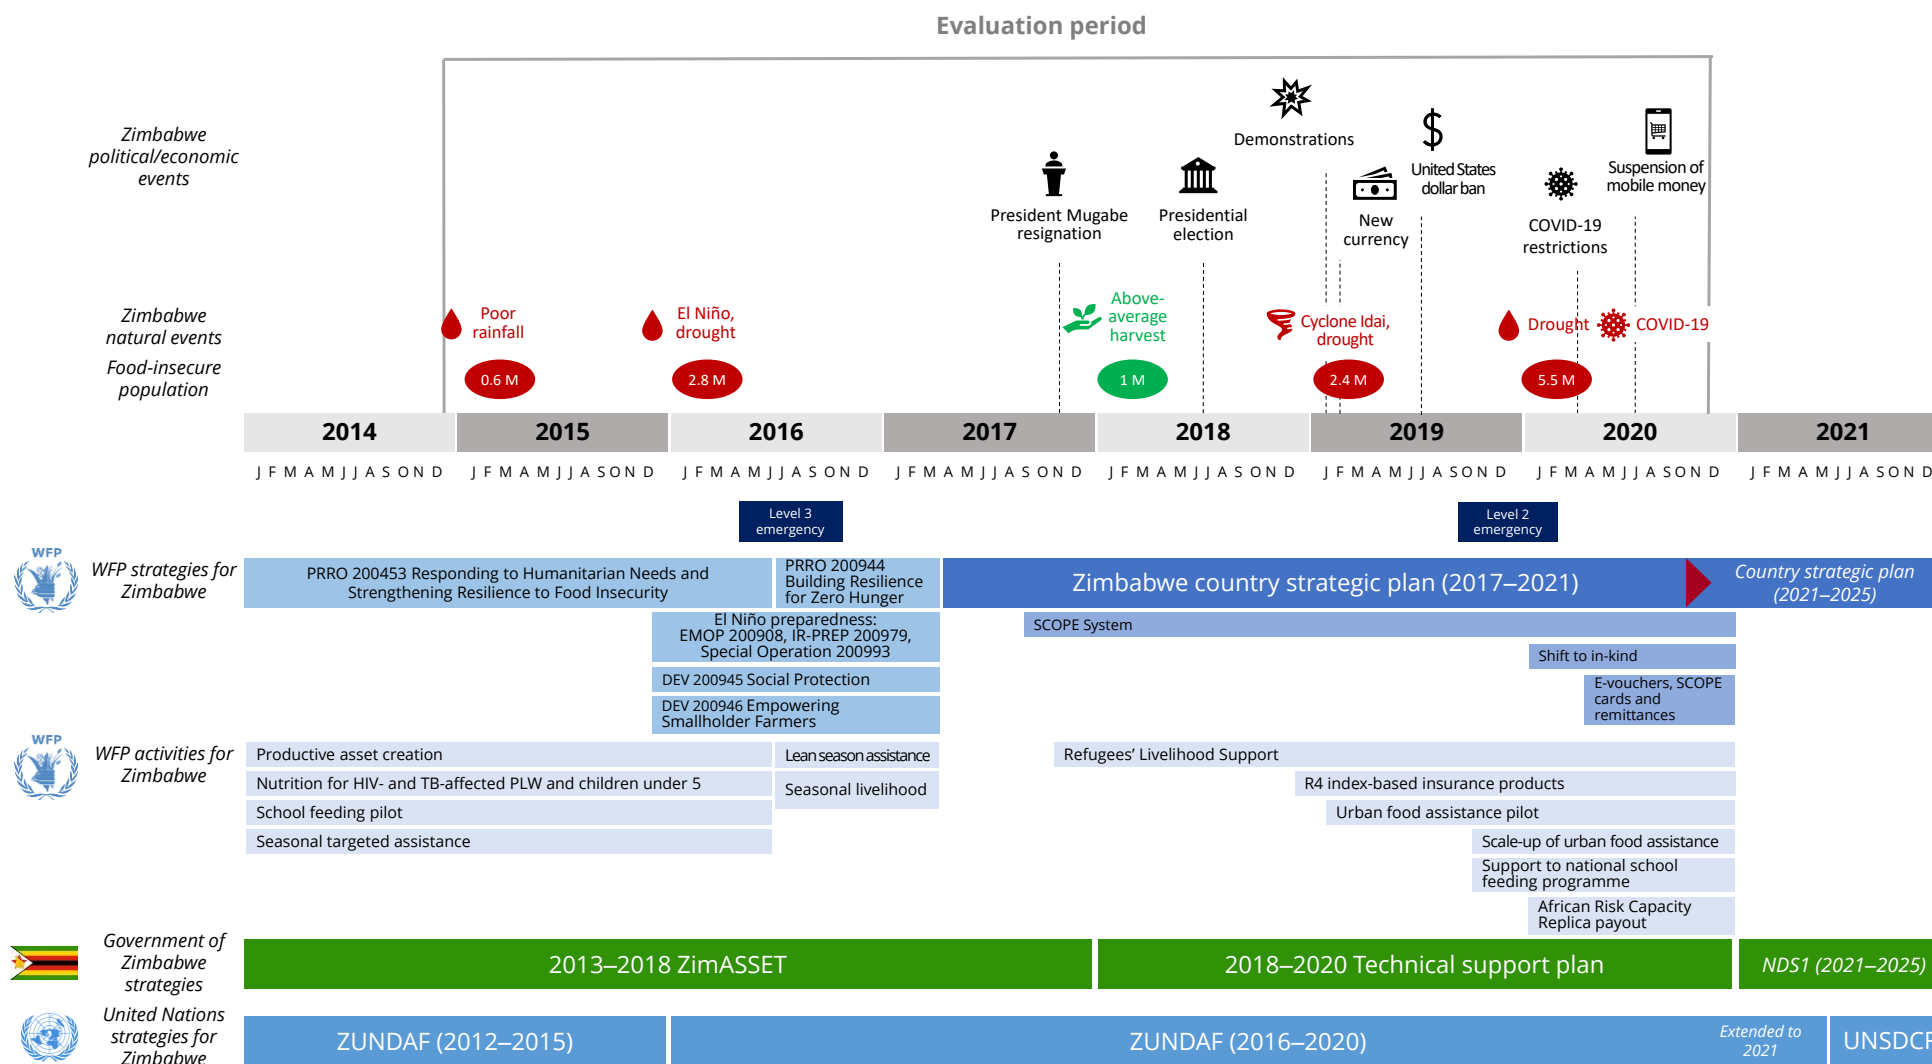 Evaluation period
Zimbabwe
political/economic
events
Demonstrations
President Mugabe
resignation
Presidential
election
New
currency
United States
dollar ban
COVID-19
restrictions
Suspension of
mobile money
Zimbabwe
natural events
Poor
rainfall
El Niño,
drought
Above-
average
harvest
Cyclone Idai,
drought
Drought
COVID-19
Food-insecure
population
0.6 M
2.8 M
1 M
2.4 M
5.5 M
2014 2015 2016 2017 2018 2019 2020 2021
J F M A M J J A S O N D J F M A M J J A S O N D J F M A M J J A S O N D J F M A M J J A S O N D J F M A M J J A S O N D J F M A M J J A S O N D J F M A M J J A S O N D J F M A M J J A S O N D
Level 3
emergency
Level 2
emergency
WFP
WFP strategies for
Zimbabwe
PRRO 200453 Responding to Humanitarian Needs and
Strengthening Resilience to Food Insecurity
PRRO 200944
Building Resilience
for Zero Hunger
Zimbabwe country strategic plan (2017–2021)
Country strategic plan
(2021–2025)
El Niño preparedness:
EMOP 200908, IR-PREP 200979,
Special Operation 200993
SCOPE System
Shift to in-kind
DEV 200945 Social Protection
E-vouchers, SCOPE
cards and
remittances
DEV 200946 Empowering
Smallholder Farmers
WFP
WFP activities for
Zimbabwe
Productive asset creation
Lean season assistance
Refugees’ Livelihood Support
Nutrition for HIV- and TB-affected PLW and children under 5
Seasonal livelihood
R4 index-based insurance products
School feeding pilot
Urban food assistance pilot
Seasonal targeted assistance
Scale-up of urban food assistance
Support to national school
feeding programme
African Risk Capacity
Replica payout
Government of
Zimbabwe
strategies
2013–2018 ZimASSET
2018–2020 Technical support plan
NDS1 (2021–2025)
United Nations
strategies for
Zimbabwe
ZUNDAF (2012–2015)
ZUNDAF (2016–2020)
Extended to
2021
UNSDCF